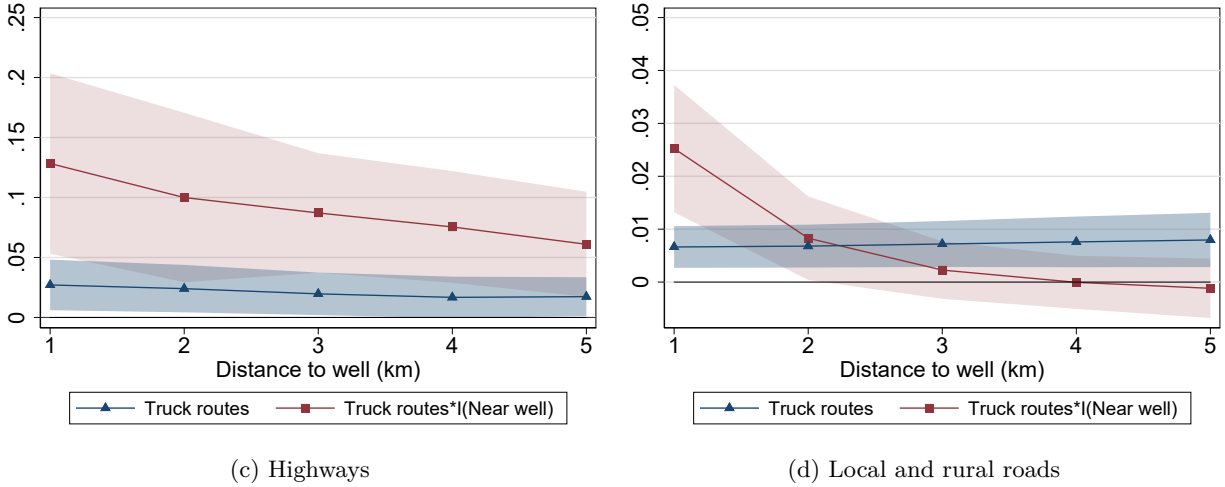 .25
.2
.15
.1
.05
0
1 2 3 4 5
Distance to well (km)
Truck routes Truck routes*I(Near well)
(c) Highways
.05
.04
.03
.02
.01
0
1 2 3 4 5
Distance to well (km)
Truck routes Truck routes*I(Near well)
(d) Local and rural roads